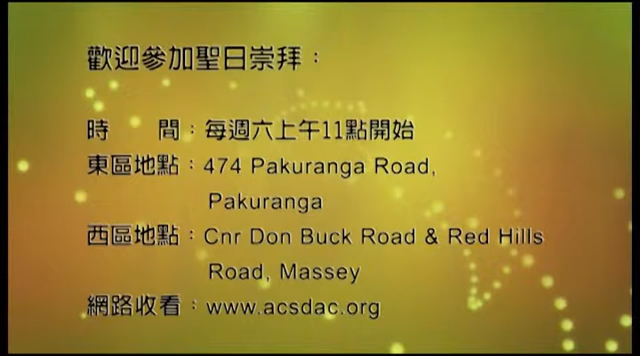 歡迎參加聖日崇拜：
時　　間：每週六上午11點開始
東區地點：474 Pakuranga Road,
Pakuranga
西區地點：Cnr Don Buck Road & Red Hills
Road, Massey
網路收看：www.acsdac.org